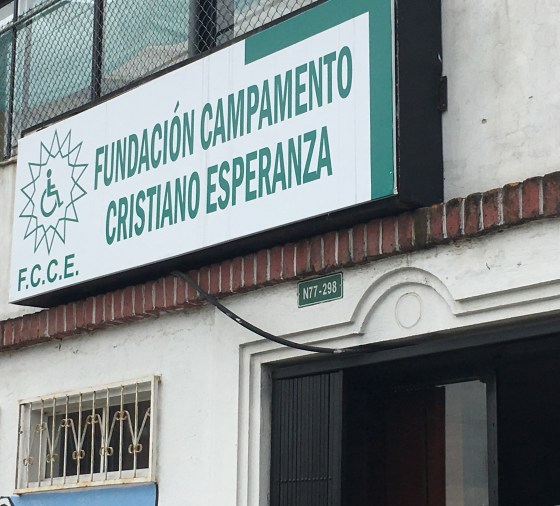 FUNDACIÓN CAMPAMENTO
CRISTIANO ESPERANZA
F.C.C.E.
N77-298